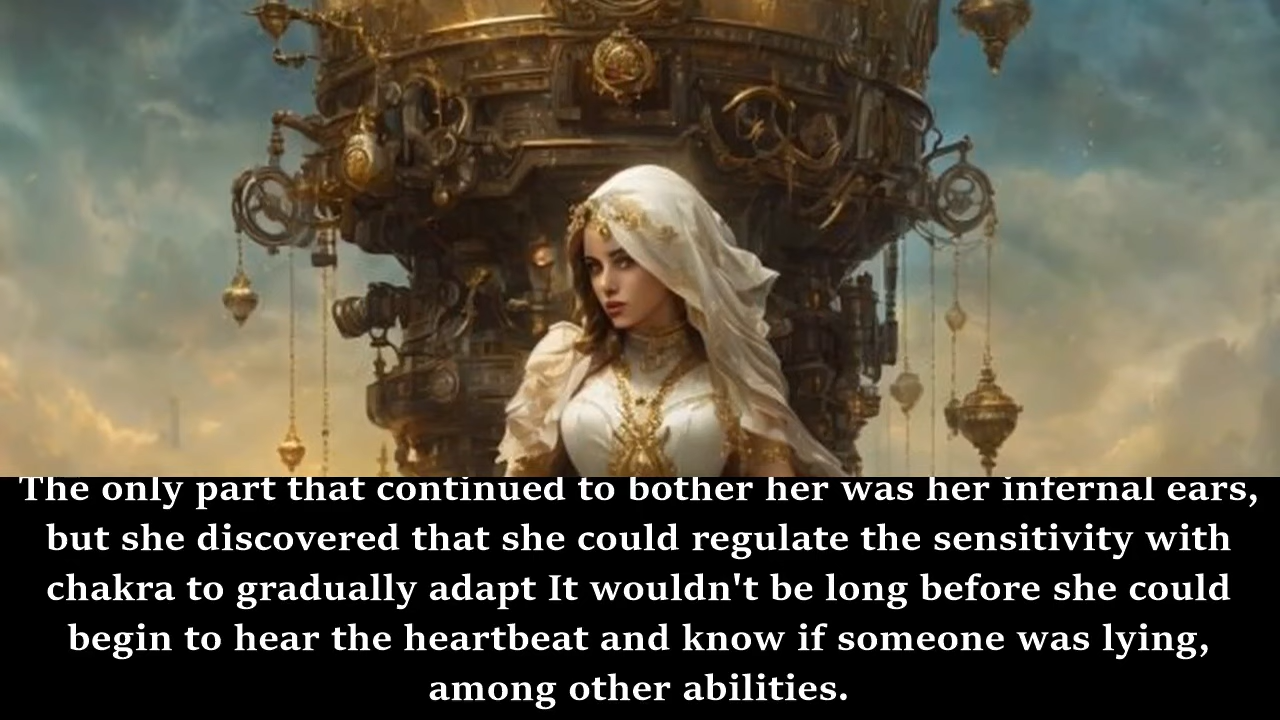 The only part that continued to bother her was her infernal ears,
but she discovered that she could regulate the sensitivity with
chakra to gradually adapt It wouldn't be long before she could
begin to hear the heartbeat and know if someone was lying,
among other abilities.